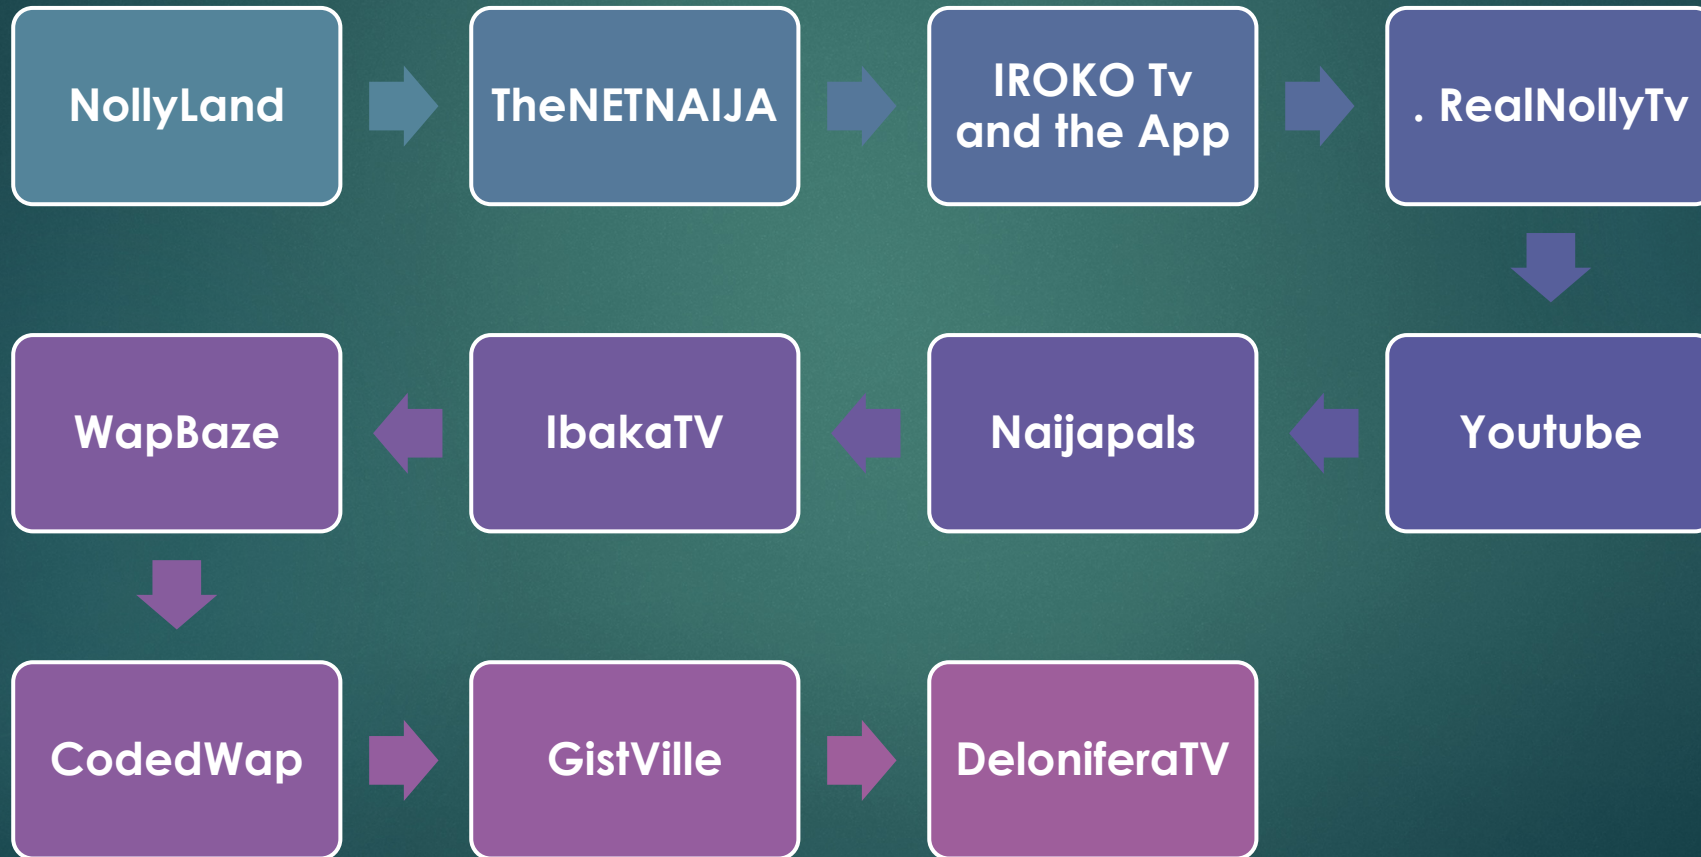 NollyLand
TheNETNAIJA
IROKO Tv
and the App
. RealNollyTv
Youtube
Naijapals
IbakaTV
WapBaze
CodedWap
GistVille
DeloniferaTV